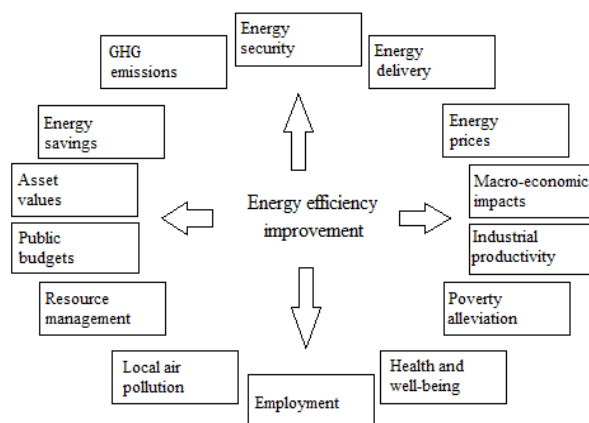 Energy
security
GHG
emissions
Energy
delivery
Energy
savings
Energy
prices
Asset
values
Macro-economic
impacts
Energy efficiency
improvement
Public
budgets
Industrial
productivity
Resource
management
Poverty
alleviation
Local air
pollution
Health and
well-being
Employment